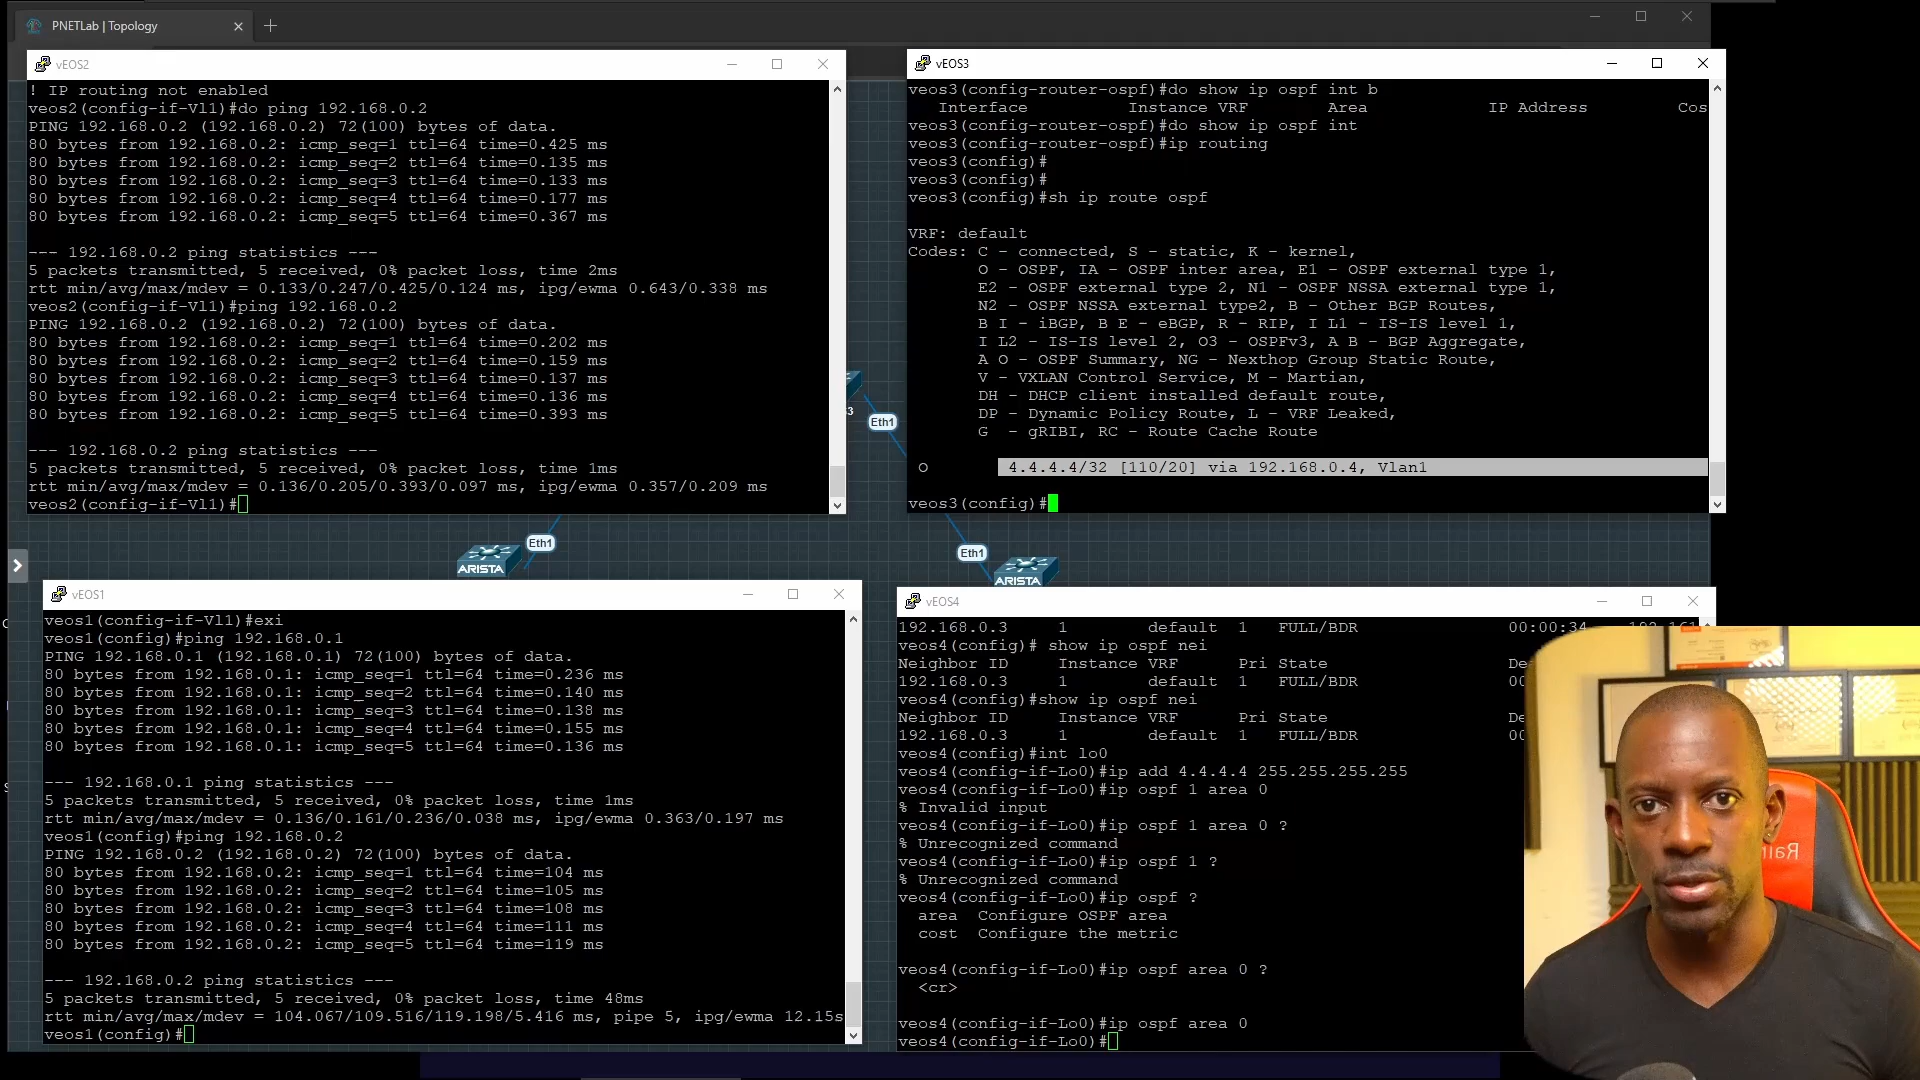 PNETLab | Topology
vEOS2
! IP routing not enabled
veos2(config-if-Vl1)#do ping 192.168.0.2
PING 192.168.0.2 (192.168.0.2) 72(100) bytes of data.
80 bytes from 192.168.0.2: icmp_seq=1 ttl=64 time=0.425 ms
80 bytes from 192.168.0.2: icmp_seq=2 ttl=64 time=0.135 ms
80 bytes from 192.168.0.2: icmp_seq=3 ttl=64 time=0.133 ms
80 bytes from 192.168.0.2: icmp_seq=4 ttl=64 time=0.177 ms
80 bytes from 192.168.0.2: icmp_seq=5 ttl=64 time=0.367 ms
--- 192.168.0.2 ping statistics ---
5 packets transmitted, 5 received, 0% packet loss, time 2ms
rtt min/avg/max/mdev = 0.133/0.247/0.425/0.124 ms, ipg/ewma 0.643/0.338 ms
veos2(config-if-Vl1)#ping 192.168.0.2
PING 192.168.0.2 (192.168.0.2) 72(100) bytes of data.
80 bytes from 192.168.0.2: icmp_seq=1 ttl=64 time=0.202 ms
80 bytes from 192.168.0.2: icmp_seq=2 ttl=64 time=0.159 ms
80 bytes from 192.168.0.2: icmp_seq=3 ttl=64 time=0.137 ms
80 bytes from 192.168.0.2: icmp_seq=4 ttl=64 time=0.136 ms
80 bytes from 192.168.0.2: icmp_seq=5 ttl=64 time=0.393 ms
--- 192.168.0.2 ping statistics ---
5 packets transmitted, 5 received, 0% packet loss, time 1ms
rtt min/avg/max/mdev = 0.136/0.205/0.393/0.097 ms, ipg/ewma 0.357/0.209 ms
veos2(config-if-Vl1)#
vEOS3
veos3(config-router-ospf)#do show ip ospf int b
Interface Instance VRF Area IP Address Cos
veos3(config-router-ospf)#do show ip ospf int
veos3(config-router-ospf)#ip routing
veos3(config)#
veos3(config)#
veos3(config)#sh ip route ospf
VRF: default
Codes: C - connected, S - static, K - kernel,
O - OSPF, IA - OSPF inter area, E1 - OSPF external type 1,
E2 - OSPF external type 2, N1 - OSPF NSSA external type 1,
N2 - OSPF NSSA external type2, B - Other BGP Routes,
B I - iBGP, B E - eBGP, R - RIP, I L1 - IS-IS level 1,
I L2 - IS-IS level 2, O3 - OSPFv3, A B - BGP Aggregate,
A O - OSPF Summary, NG - Nexthop Group Static Route,
V - VXLAN Control Service, M - Martian,
DH - DHCP client installed default route,
DP - Dynamic Policy Route, L - VRF Leaked,
G - gRIBI, RC - Route Cache Route
O 4.4.4.4/32 [110/20] via 192.168.0.4, Vlan1
veos3(config)#
3
Eth1
Eth1
ARISTA
Eth1
ARISTA
vEOS1
veos1(config-if-Vl1)#exi
veos1(config)#ping 192.168.0.1
PING 192.168.0.1 (192.168.0.1) 72(100) bytes of data.
80 bytes from 192.168.0.1: icmp_seq=1 ttl=64 time=0.236 ms
80 bytes from 192.168.0.1: icmp_seq=2 ttl=64 time=0.140 ms
80 bytes from 192.168.0.1: icmp_seq=3 ttl=64 time=0.138 ms
80 bytes from 192.168.0.1: icmp_seq=4 ttl=64 time=0.155 ms
80 bytes from 192.168.0.1: icmp_seq=5 ttl=64 time=0.136 ms
--- 192.168.0.1 ping statistics ---
5 packets transmitted, 5 received, 0% packet loss, time 1ms
rtt min/avg/max/mdev = 0.136/0.161/0.236/0.038 ms, ipg/ewma 0.363/0.197 ms
veos1(config)#ping 192.168.0.2
PING 192.168.0.2 (192.168.0.2) 72(100) bytes of data.
80 bytes from 192.168.0.2: icmp_seq=1 ttl=64 time=104 ms
80 bytes from 192.168.0.2: icmp_seq=2 ttl=64 time=105 ms
80 bytes from 192.168.0.2: icmp_seq=3 ttl=64 time=108 ms
80 bytes from 192.168.0.2: icmp_seq=4 ttl=64 time=111 ms
80 bytes from 192.168.0.2: icmp_seq=5 ttl=64 time=119 ms
--- 192.168.0.2 ping statistics ---
5 packets transmitted, 5 received, 0% packet loss, time 48ms
rtt min/avg/max/mdev = 104.067/109.516/119.198/5.416 ms, pipe 5, ipg/ewma 12.15s
veos1(config)#
vEOS4
192.168.0.3 1 default 1 FULL/BDR 00:00:34
veos4(config)# show ip ospf nei
Neighbor ID Instance VRF Pri State De
192.168.0.3 1 default 1 FULL/BDR 00
veos4(config)#show ip ospf nei
Neighbor ID Instance VRF Pri State De
192.168.0.3 1 default 1 FULL/BDR 00
veos4(config)#int lo0
veos4(config-if-Lo0)#ip add 4.4.4.4 255.255.255.255
veos4(config-if-Lo0)#ip ospf 1 area 0
% Invalid input
veos4(config-if-Lo0)#ip ospf 1 area 0 ?
% Unrecognized command
veos4(config-if-Lo0)#ip ospf 1 ?
% Unrecognized command
veos4(config-if-Lo0)#ip ospf ?
area Configure OSPF area
cost Configure the metric
veos4(config-if-Lo0)#ip ospf area 0 ?
<cr>
veos4(config-if-Lo0)#ip ospf area 0
veos4(config-if-Lo0)#